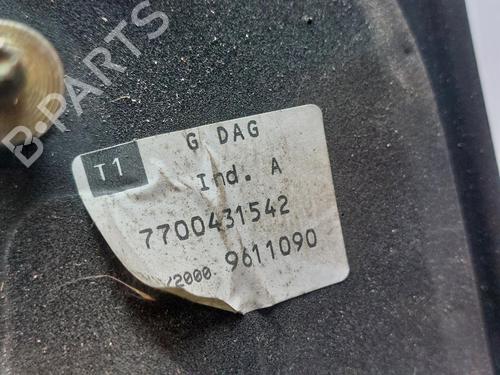 B-PARTS
T1
G DAG
Ind. A
7700431542
/2000 9611090